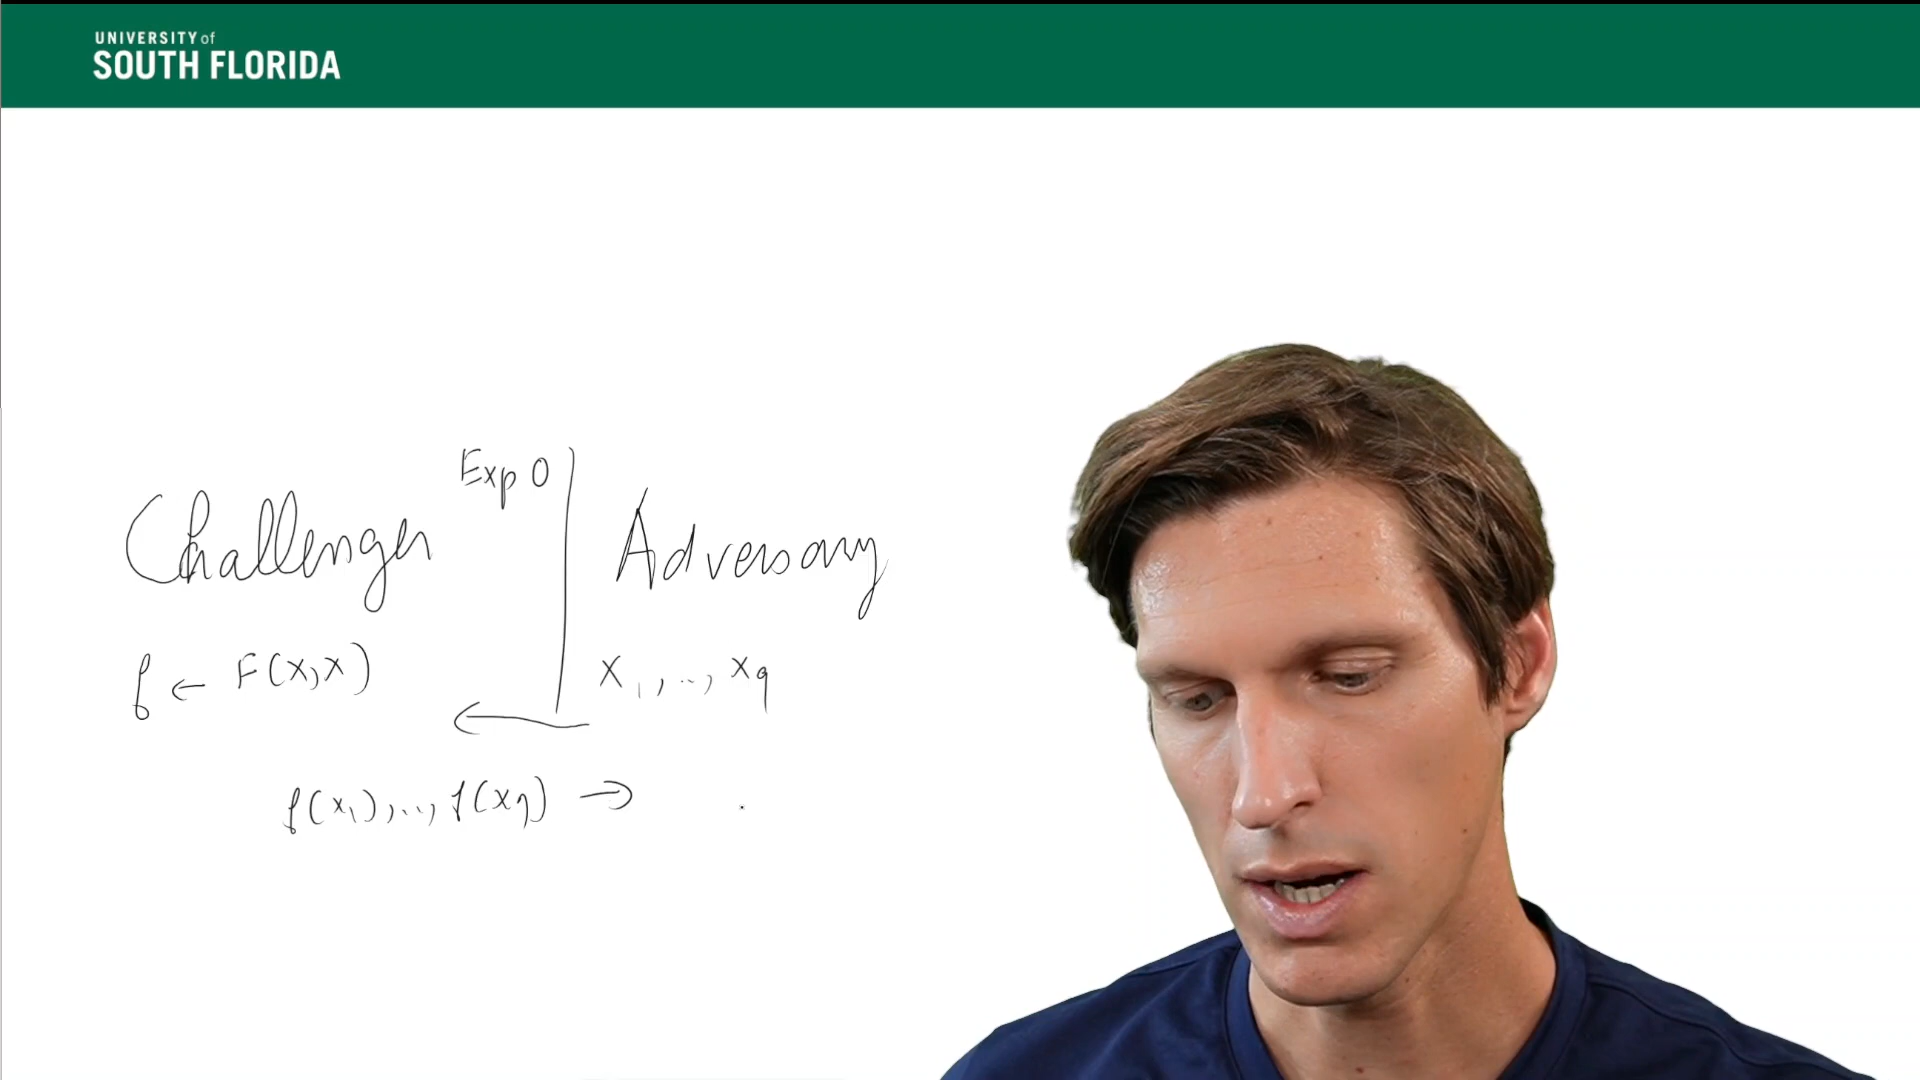 UNIVERSITY of
SOUTH FLORIDA
Exp 0
Challenger
Adversary
f ← F(X,X)
x1, .., xq
←
f(x1), ..., f(xq) →